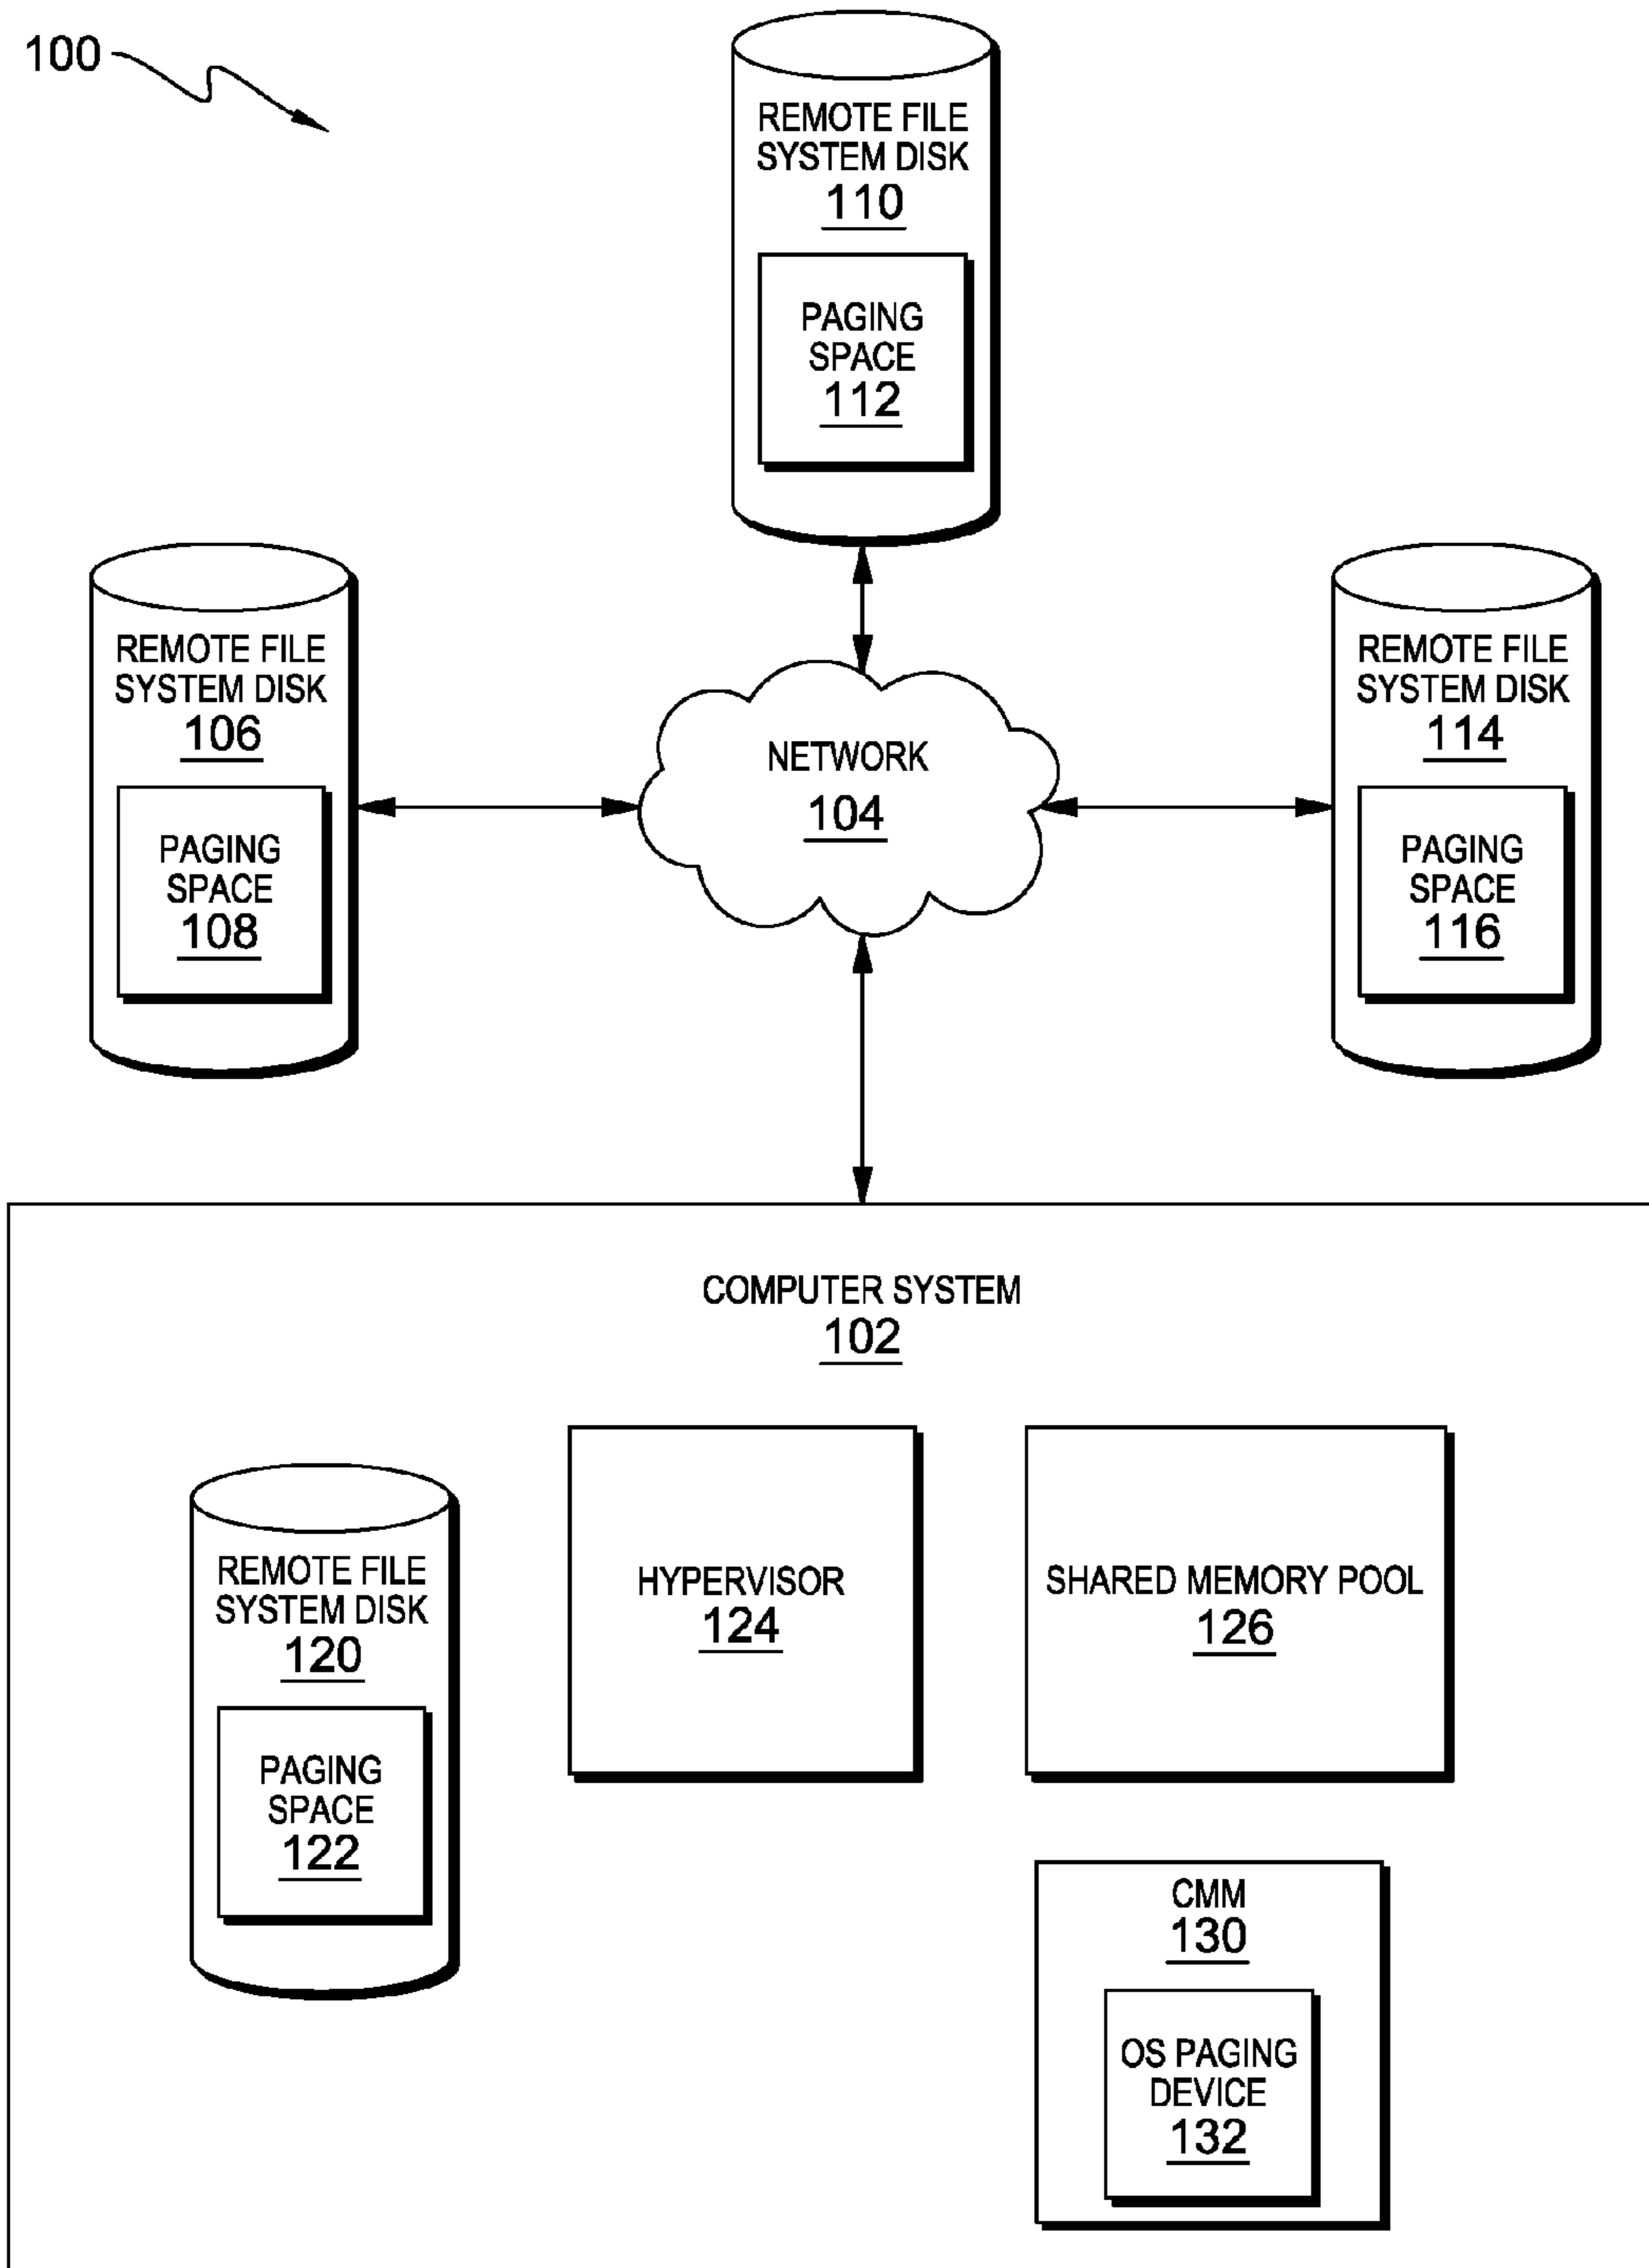 100
REMOTE FILE
SYSTEM DISK
110
PAGING
SPACE
112
REMOTE FILE
SYSTEM DISK
106
PAGING
SPACE
108
NETWORK
104
REMOTE FILE
SYSTEM DISK
114
PAGING
SPACE
116
COMPUTER SYSTEM
102
REMOTE FILE
SYSTEM DISK
120
PAGING
SPACE
122
HYPERVISOR
124
SHARED MEMORY POOL
126
CMM
130
OS PAGING
DEVICE
132